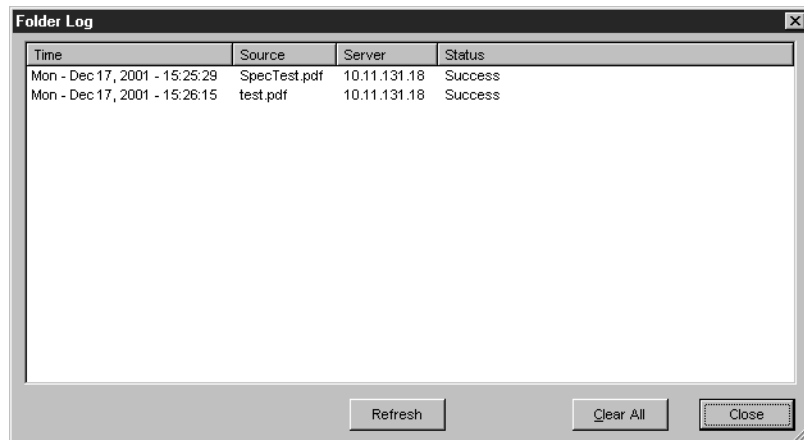 Folder Log
Time Source Server Status
Mon - Dec 17, 2001 - 15:25:29 SpecTest.pdf 10.11.131.18 Success
Mon - Dec 17, 2001 - 15:26:15 test.pdf 10.11.131.18 Success
Refresh Clear All Close